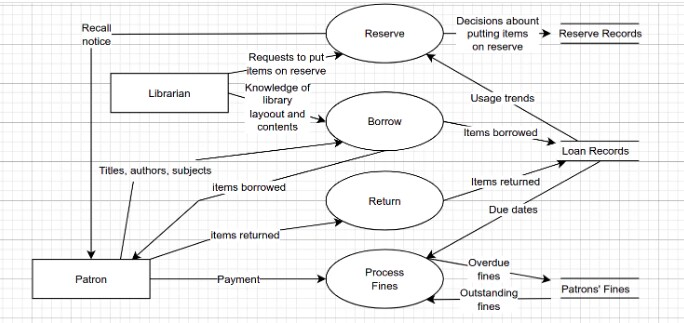 Recall
notice
Reserve
Decisions abount
putting items
on reserve
Reserve Records
Requests to put
items on reserve
Librarian
Knowledge of
library
layoout and
contents
Usage trends
Borrow
Items borrowed
Loan Records
Titles, authors, subjects
items borrowed
Items returned
Return
Due dates
items returned
Patron
Payment
Process
Fines
Overdue
fines
Patrons' Fines
Outstanding
fines